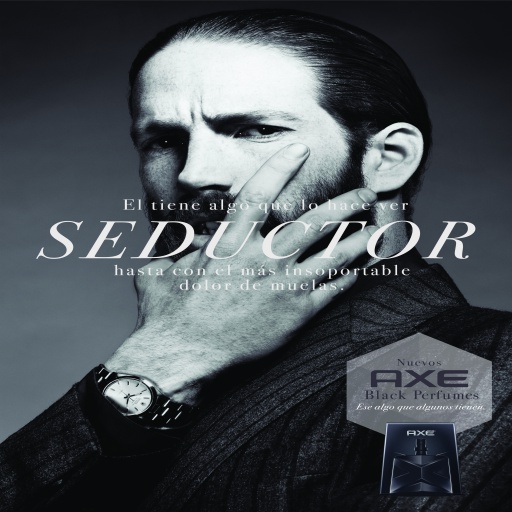 El tiene algo que lo hace ver
SEDUCTOR
hasta con el más insoportable
dolor de muelas.
Nuevos
AXE
Black Perfumes
Ese algo que algunos tienen.
AXE